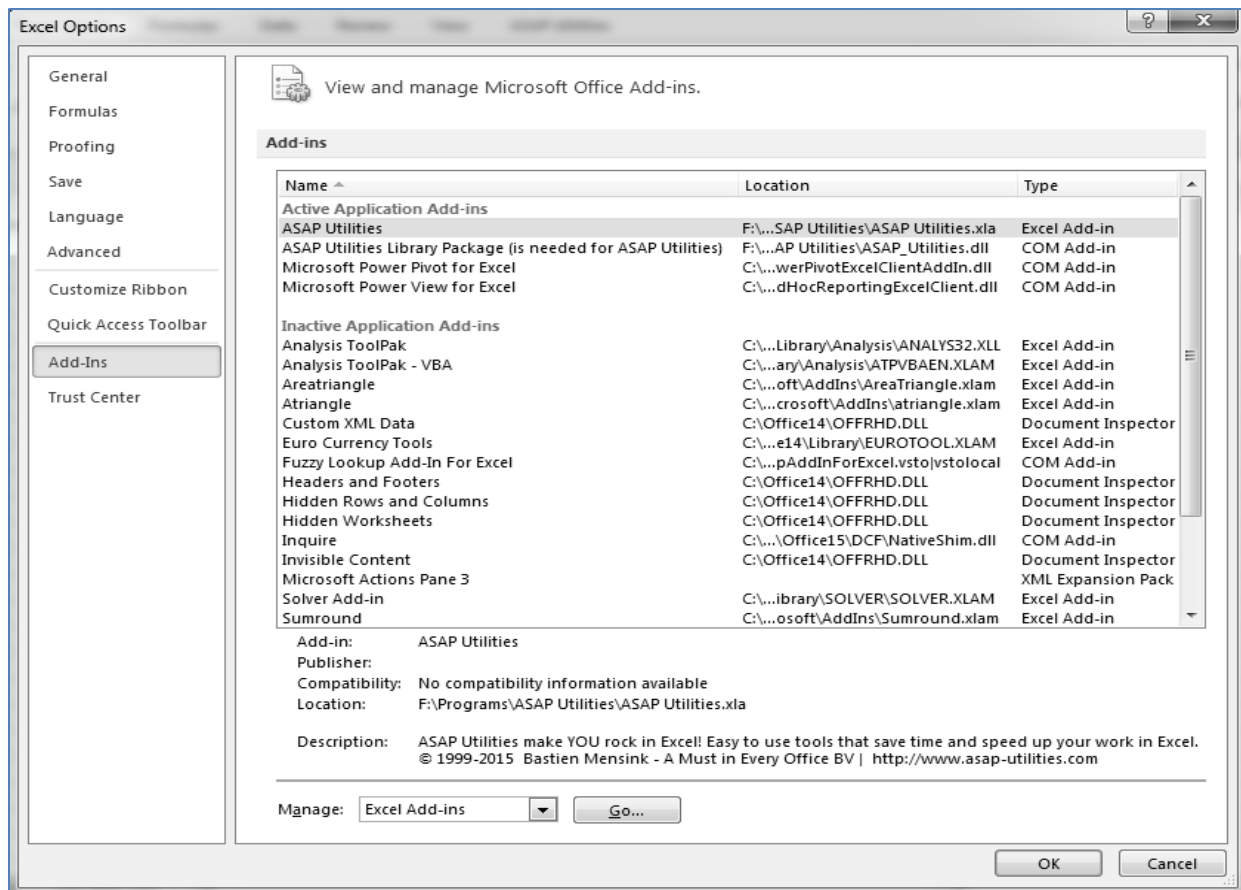 Excel Options
General
Formulas
Proofing
Save
Language
Advanced
Customize Ribbon
Quick Access Toolbar
Add-Ins
Trust Center
View and manage Microsoft Office Add-ins.
Add-ins
Name Location Type
Active Application Add-ins
ASAP Utilities F:\...SAP Utilities\ASAP Utilities.xla Excel Add-in
ASAP Utilities Library Package (is needed for ASAP Utilities) F:\...AP Utilities\ASAP_Utilities.dll COM Add-in
Microsoft Power Pivot for Excel C:\...werPivotExcelClientAddIn.dll COM Add-in
Microsoft Power View for Excel C:\...dHocReportingExcelClient.dll COM Add-in
Inactive Application Add-ins
Analysis ToolPak C:\...Library\Analysis\ANALYS32.XLL Excel Add-in
Analysis ToolPak - VBA C:\...ary\Analysis\ATPVBAEN.XLAM Excel Add-in
Areatriangle C:\...oft\AddIns\AreaTriangle.xlam Excel Add-in
Atriangle C:\...crosoft\AddIns\atriangle.xlam Excel Add-in
Custom XML Data C:\Office14\OFFRHD.DLL Document Inspector
Euro Currency Tools C:\...e14\Library\EUROTOOL.XLAM Excel Add-in
Fuzzy Lookup Add-In For Excel C:\...pAddInForExcel.vsto|vstolocal COM Add-in
Headers and Footers C:\Office14\OFFRHD.DLL Document Inspector
Hidden Rows and Columns C:\Office14\OFFRHD.DLL Document Inspector
Hidden Worksheets C:\Office14\OFFRHD.DLL Document Inspector
Inquire C:\...\Office15\DCF\NativeShim.dll COM Add-in
Invisible Content C:\Office14\OFFRHD.DLL Document Inspector
Microsoft Actions Pane 3 XML Expansion Pack
Solver Add-in C:\...ibrary\SOLVER\SOLVER.XLAM Excel Add-in
Sumround C:\...osoft\AddIns\Sumround.xlam Excel Add-in
Add-in: ASAP Utilities
Publisher:
Compatibility: No compatibility information available
Location: F:\Programs\ASAP Utilities\ASAP Utilities.xla
Description: ASAP Utilities make YOU rock in Excel! Easy to use tools that save time and speed up your work in Excel.
© 1999-2015 Bastien Mensink - A Must in Every Office BV | http://www.asap-utilities.com
Manage: Excel Add-ins Go...
OK Cancel